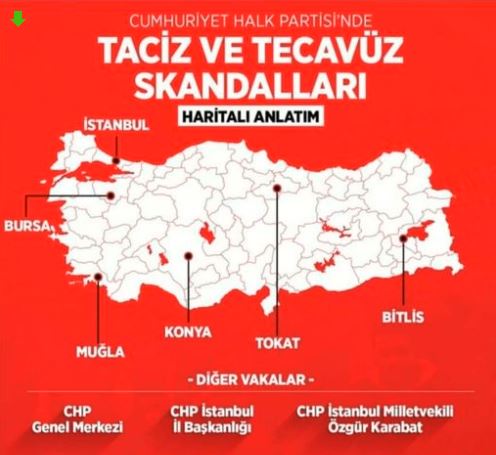 CUMHURİYET HALK PARTİSİ'NDE
TACİZ VE TECAVÜZ
SKANDALLARI
HARİTALI ANLATIM
İSTANBUL
BURSA
BİTLİS
KONYA
TOKAT
MUĞLA
- DİĞER VAKALAR -
CHP
Genel Merkezi
CHP İstanbul
İl Başkanlığı
CHP İstanbul Milletvekili
Özgür Karabat